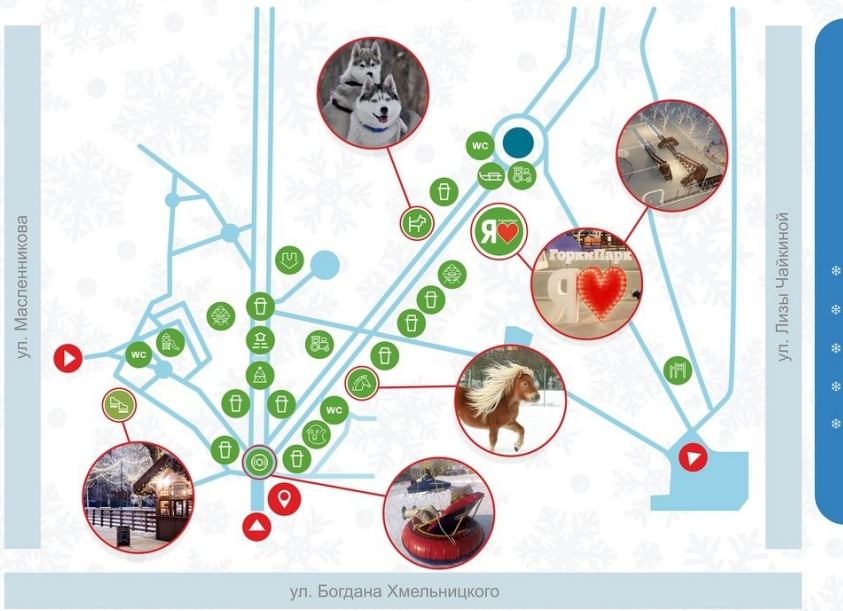 WC
Я
ГоркиПарк
Я
WC
WC
ул. Масленникова
ул. Лизы Чайкиной
ул. Богдана Хмельницкого